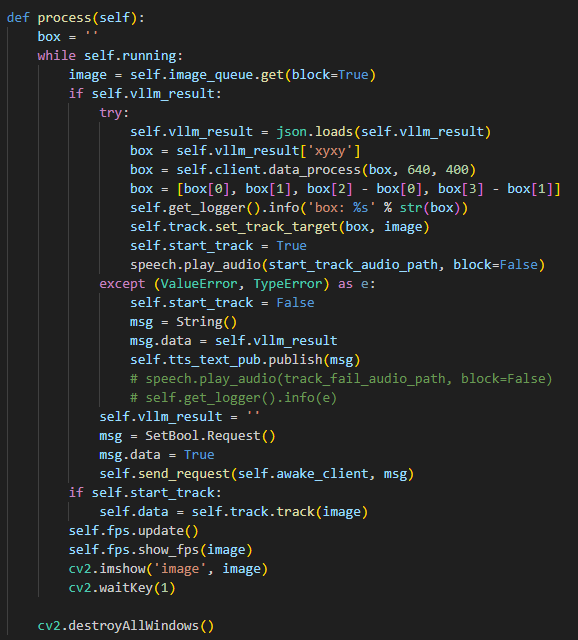 def process(self):
    box = ''
    while self.running:
        image = self.image_queue.get(block=True)
        if self.vllm_result:
            try:
                self.vllm_result = json.loads(self.vllm_result)
                box = self.vllm_result['xyxy']
                box = self.client.data_process(box, 640, 400)
                box = [box[0], box[1], box[2] - box[0], box[3] - box[1]]
                self.get_logger().info('box: %s' % str(box))
                self.track.set_track_target(box, image)
                self.start_track = True
                speech.play_audio(start_track_audio_path, block=False)
            except (ValueError, TypeError) as e:
                self.start_track = False
                msg = String()
                msg.data = self.vllm_result
                self.tts_text_pub.publish(msg)
                # speech.play_audio(track_fail_audio_path, block=False)
                # self.get_logger().info(e)
            self.vllm_result = ''
            msg = SetBool.Request()
            msg.data = True
            self.send_request(self.awake_client, msg)
        if self.start_track:
            self.data = self.track.track(image)
        self.fps.update()
        self.fps.show_fps(image)
        cv2.imshow('image', image)
        cv2.waitKey(1)

    cv2.destroyAllWindows()